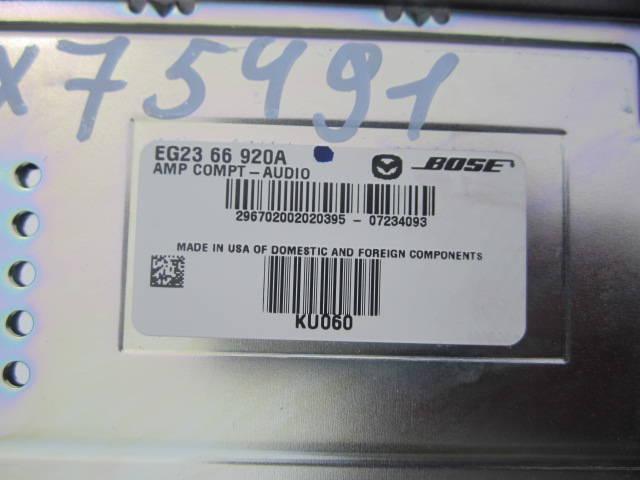 x75491
EG23 66 920A
BOSE
AMP COMPT-AUDIO
296702002020395 - 07234093
MADE IN USA OF DOMESTIC AND FOREIGN COMPONENTS
KU060